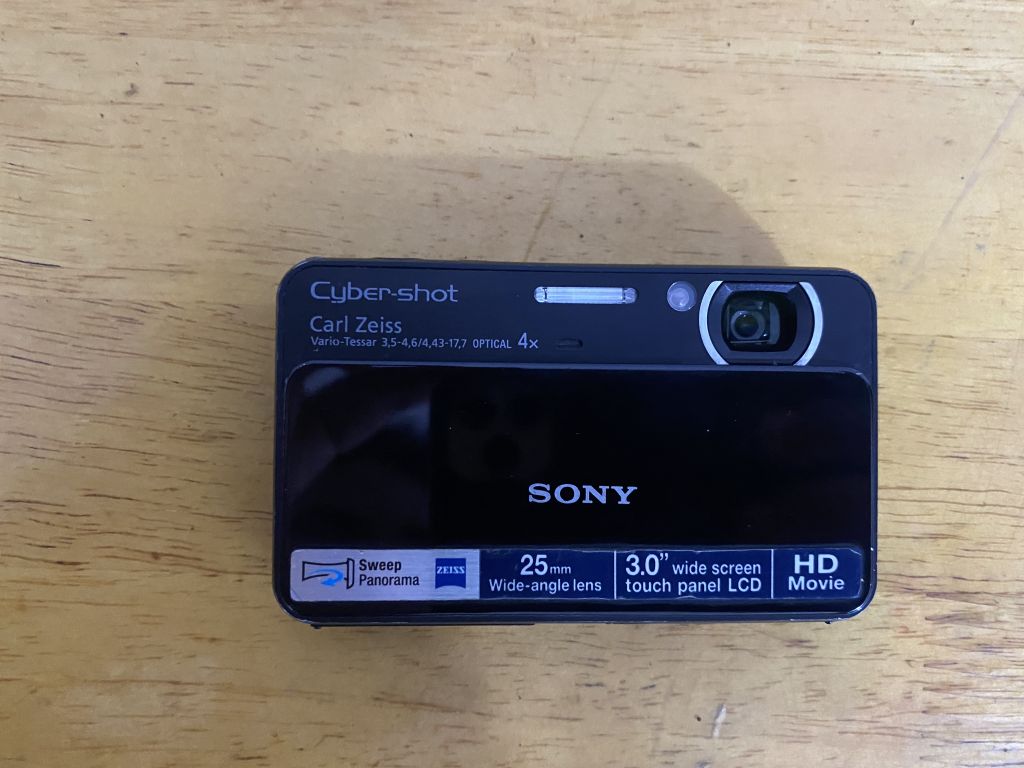 Cyber-shot
Carl Zeiss
Vario-Tessar 3,5-4,6/4,43-17,7 OPTICAL 4x
SONY
Sweep
Panorama
ZEISS
25mm
Wide-angle lens
3.0" wide screen
touch panel LCD
HD
Movie